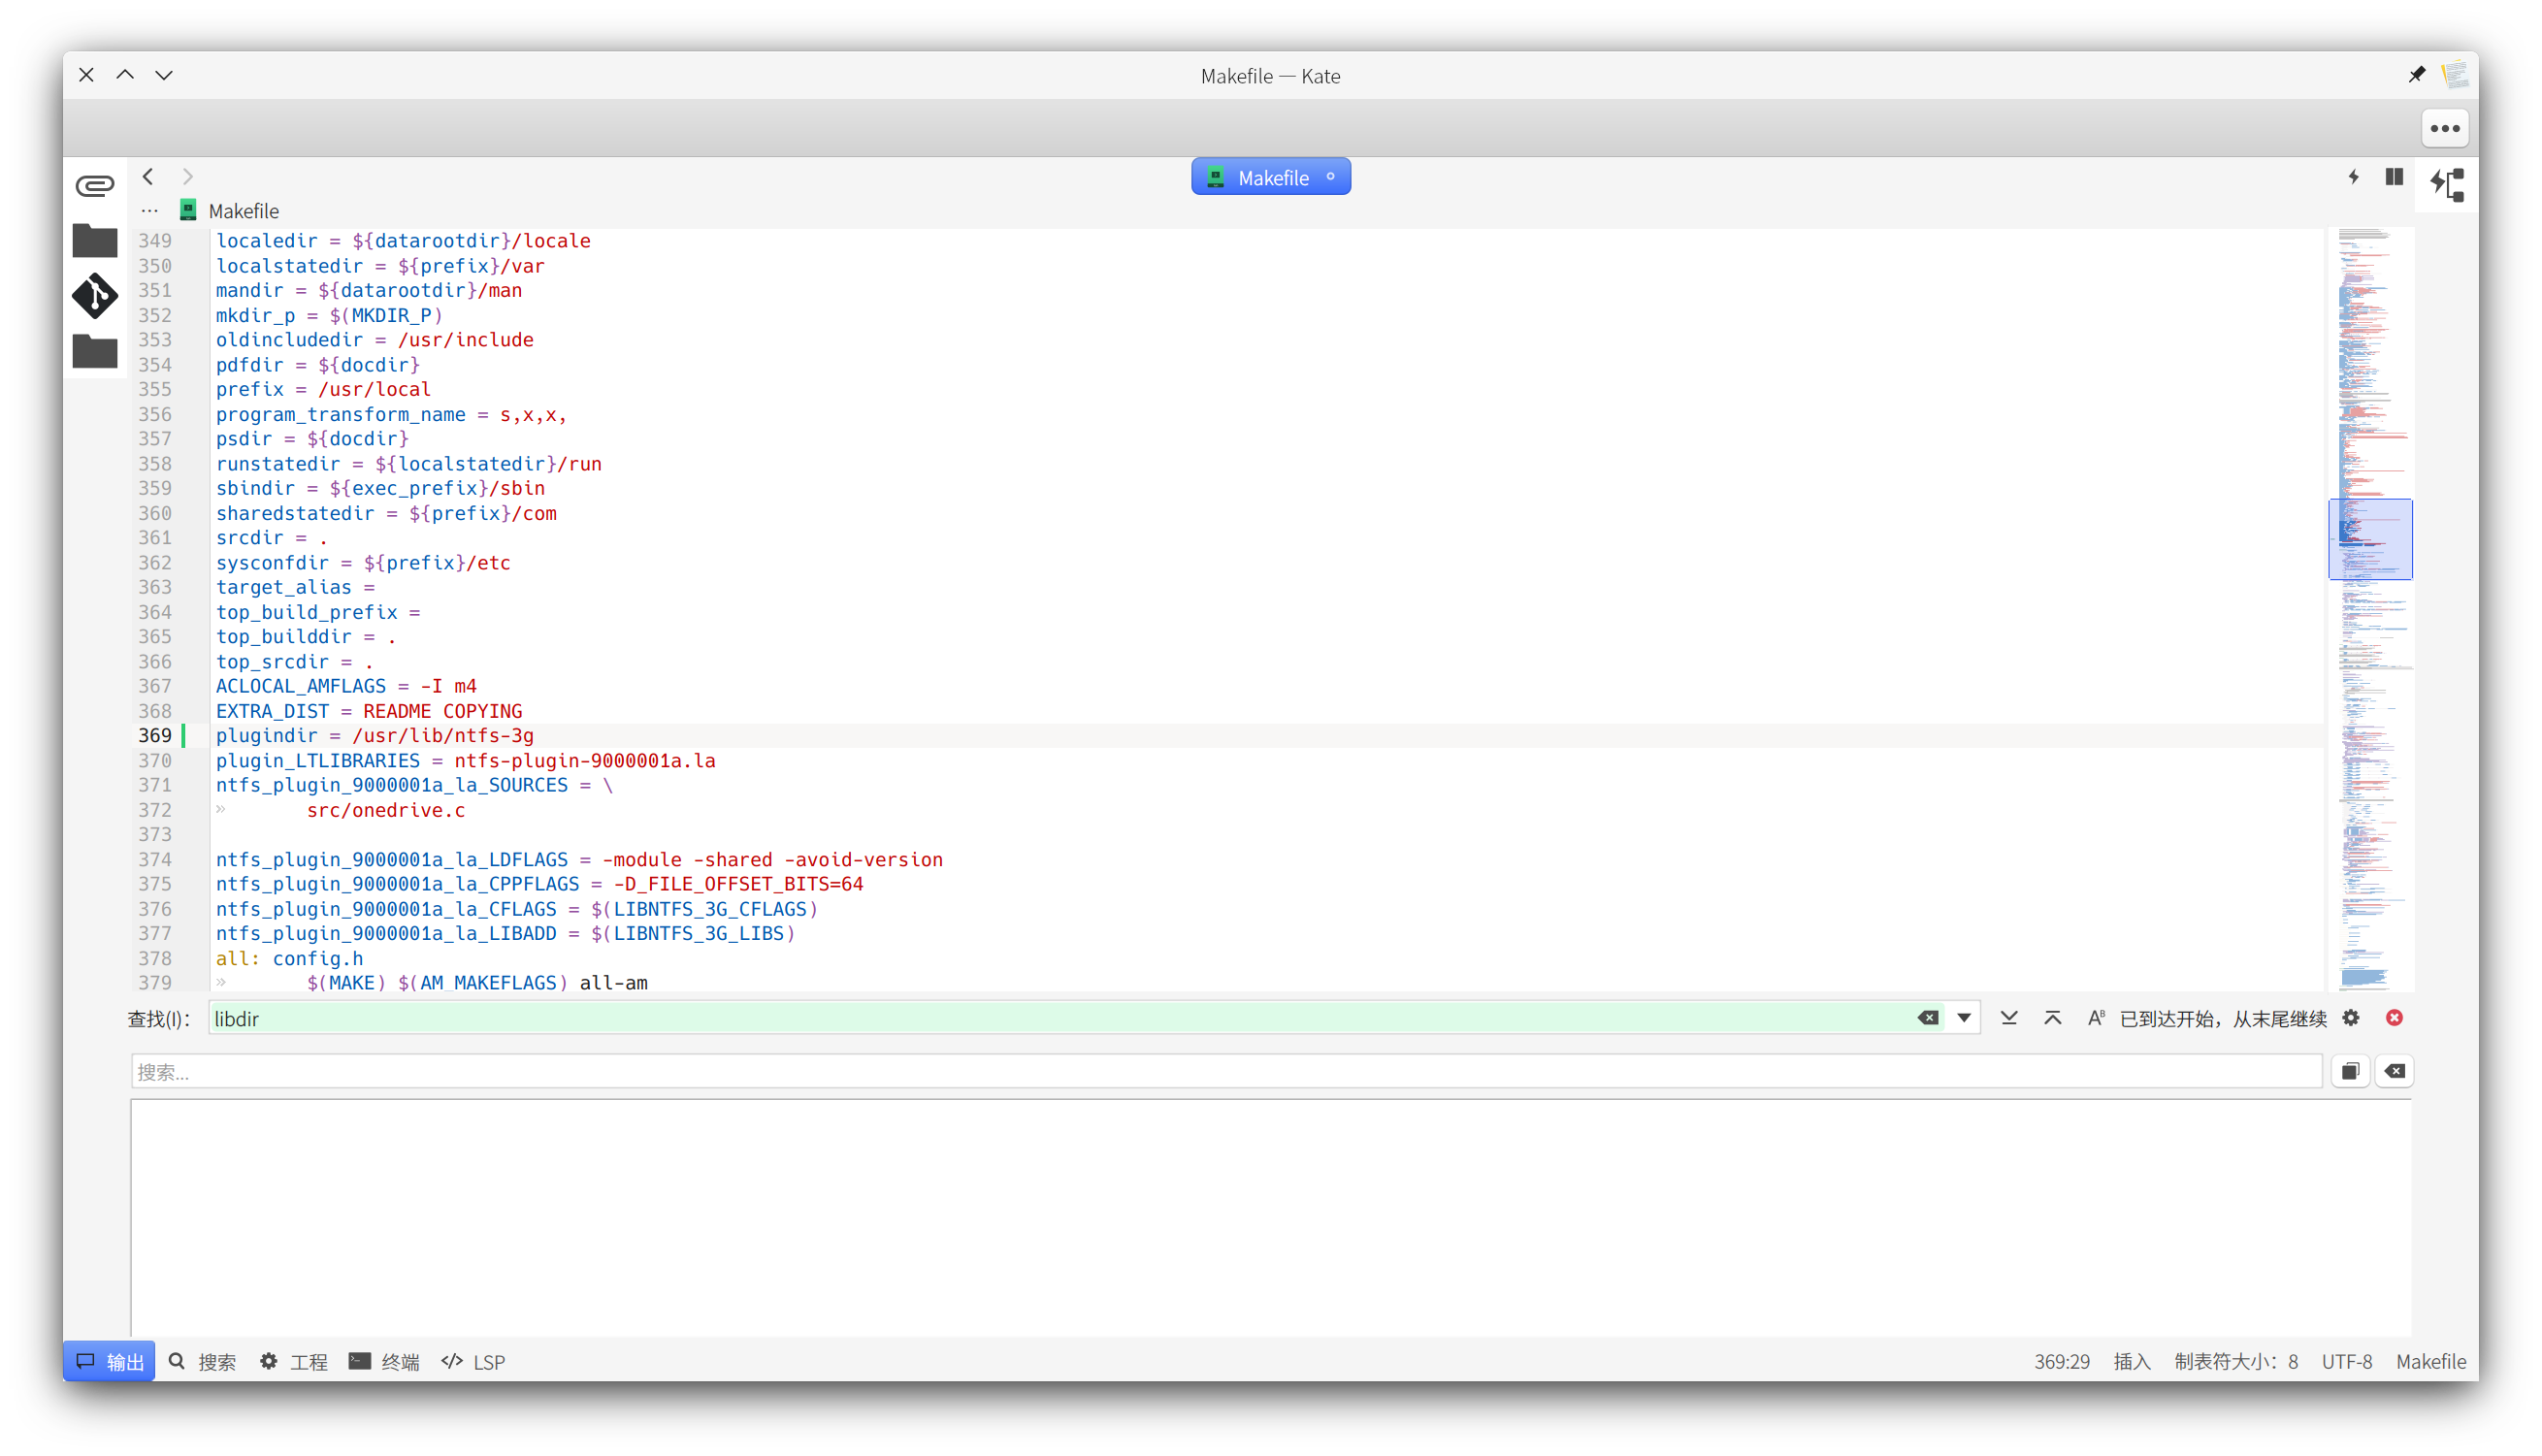 Makefile — Kate
Makefile
... Makefile
349 localedir = ${datarootdir}/locale
350 localstatedir = ${prefix}/var
351 mandir = ${datarootdir}/man
352 mkdir_p = $(MKDIR_P)
353 oldincludedir = /usr/include
354 pdfdir = ${docdir}
355 prefix = /usr/local
356 program_transform_name = s,x,x,
357 psdir = ${docdir}
358 runstatedir = ${localstatedir}/run
359 sbindir = ${exec_prefix}/sbin
360 sharedstatedir = ${prefix}/com
361 srcdir = .
362 sysconfdir = ${prefix}/etc
363 target_alias =
364 top_build_prefix =
365 top_builddir = .
366 top_srcdir = .
367 ACLOCAL_AMFLAGS = -I m4
368 EXTRA_DIST = README COPYING
369 plugindir = /usr/lib/ntfs-3g
370 plugin_LTLIBRARIES = ntfs-plugin-9000001a.la
371 ntfs_plugin_9000001a_la_SOURCES = \
372 » src/onedrive.c
373
374 ntfs_plugin_9000001a_la_LDFLAGS = -module -shared -avoid-version
375 ntfs_plugin_9000001a_la_CPPFLAGS = -D_FILE_OFFSET_BITS=64
376 ntfs_plugin_9000001a_la_CFLAGS = $(LIBNTFS_3G_CFLAGS)
377 ntfs_plugin_9000001a_la_LIBADD = $(LIBNTFS_3G_LIBS)
378 all: config.h
379 » $(MAKE) $(AM_MAKEFLAGS) all-am
查找(I)： libdir 已到达开始，从末尾继续
搜索...
输出 搜索 工程 终端 LSP 369:29 插入 制表符大小：8 UTF-8 Makefile